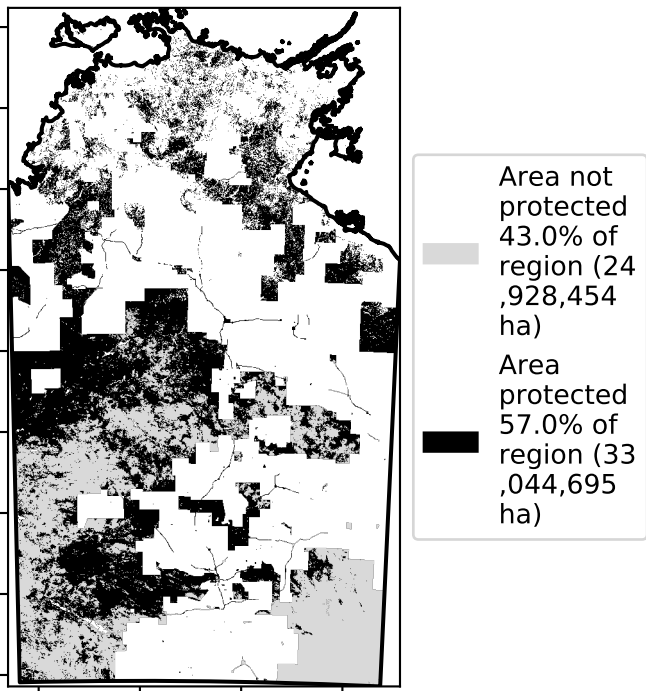 Area not
protected
43.0% of
region (24
,928,454
ha)
Area
protected
57.0% of
region (33
,044,695
ha)